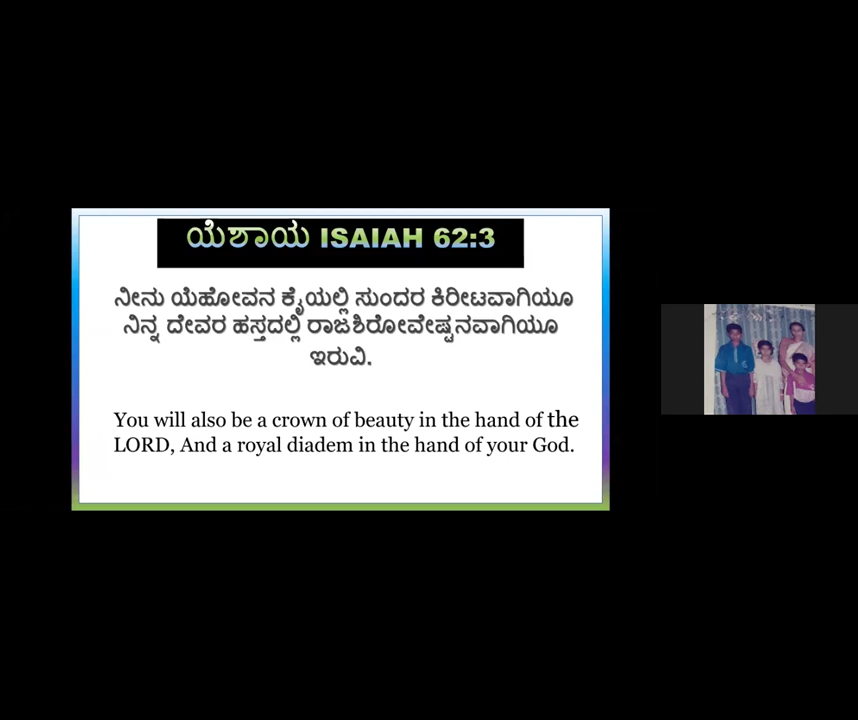 ಯೆಶಾಯ ISAIAH 62:3
ನೀನು ಯೆಹೋವನ ಕೈಯಲ್ಲಿ ಸುಂದರ ಕಿರೀಟವಾಗಿಯೂ
ನಿನ್ನ ದೇವರ ಹಸ್ತದಲ್ಲಿ ರಾಜಶಿರೋವೇಷ್ಟನವಾಗಿಯೂ
ಇರುವಿ.
You will also be a crown of beauty in the hand of the
LORD, And a royal diadem in the hand of your God.